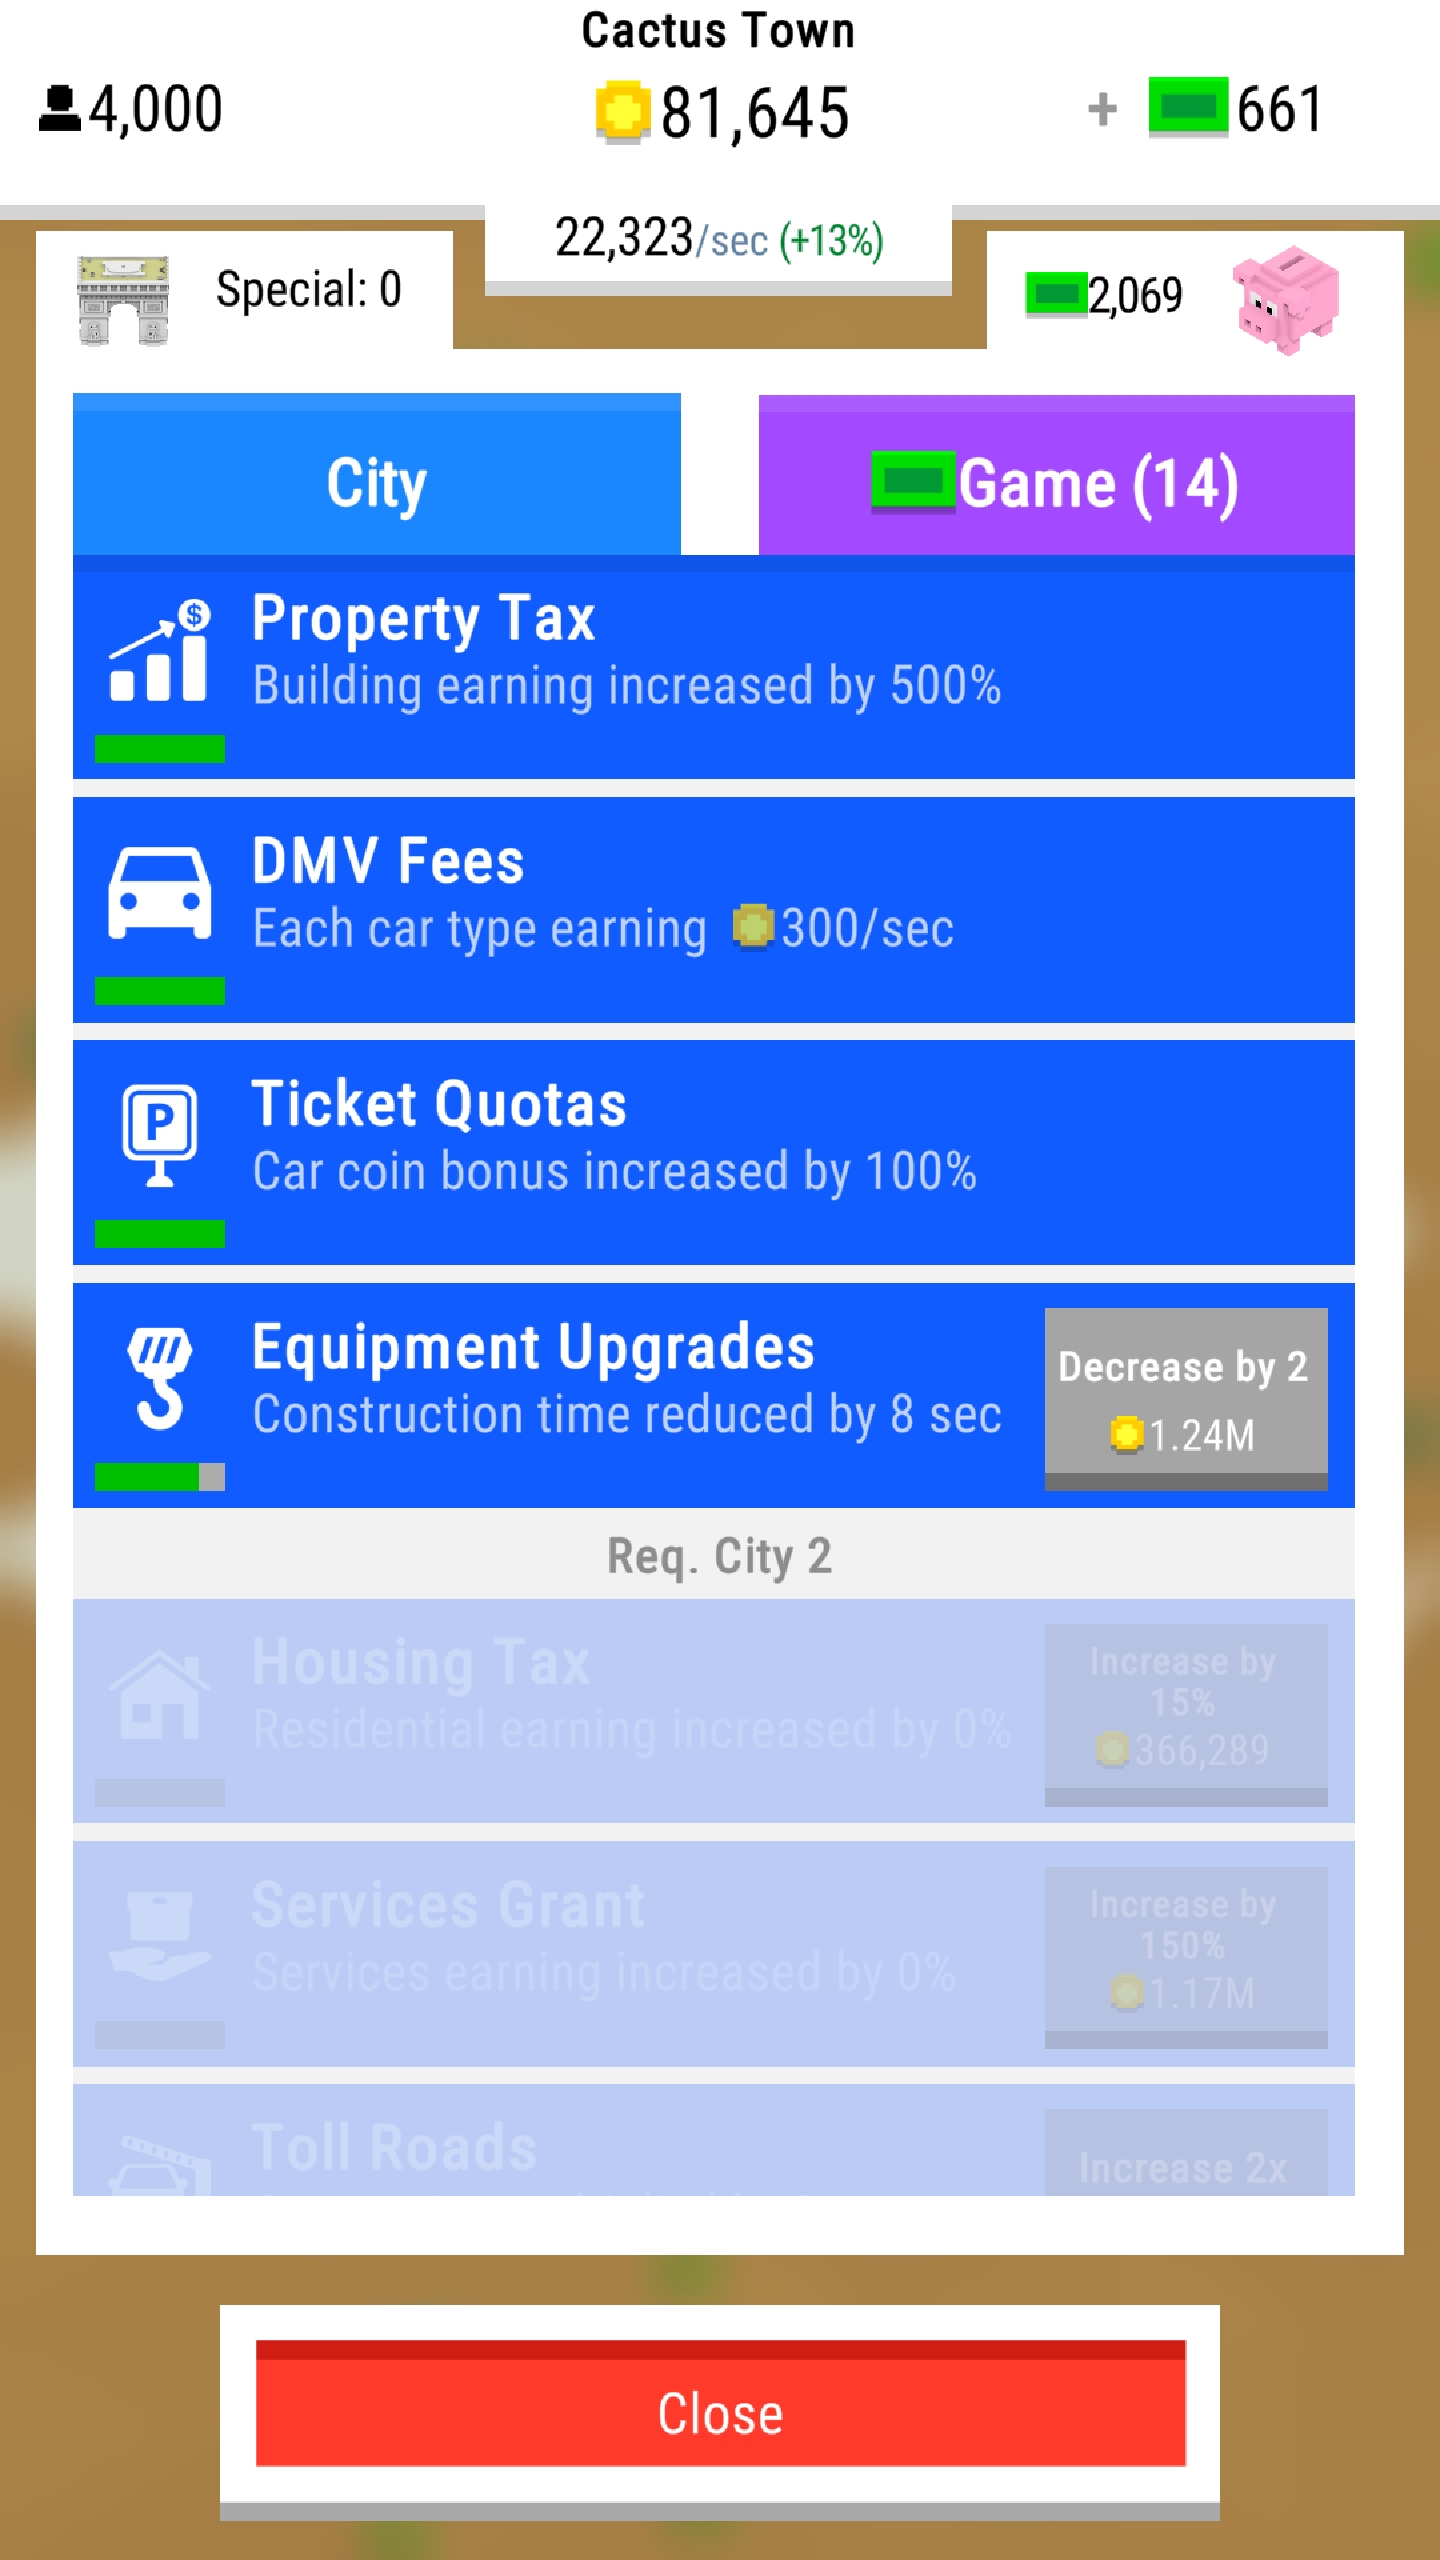 Cactus Town
4,000
81,645
+ 661
22,323/sec (+13%)
Special: 0
2,069
City
Game (14)
Property Tax
Building earning increased by 500%
DMV Fees
Each car type earning 300/sec
P
Ticket Quotas
Car coin bonus increased by 100%
Equipment Upgrades
Construction time reduced by 8 sec
Decrease by 2
1.24M
Req. City 2
Housing Tax
Residential earning increased by 0%
Increase by
15%
366,289
Services Grant
Services earning increased by 0%
Increase by
150%
1.17M
Toll Roads
Increase 2x
Close